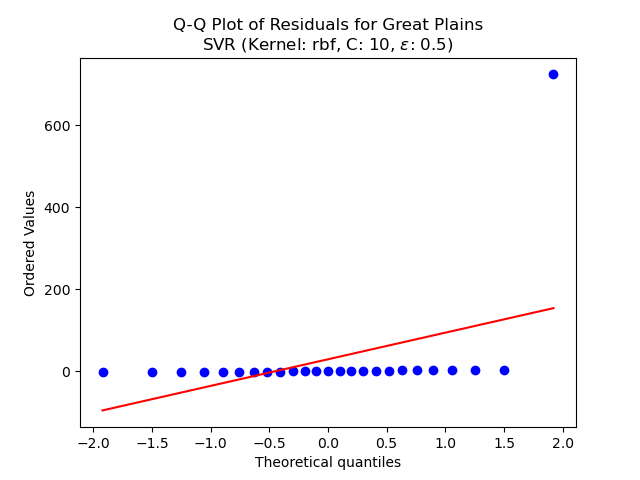 Q-Q Plot of Residuals for Great Plains
SVR (Kernel: rbf, C: 10, ε: 0.5)
600
400
200
0
Ordered Values
−2.0 −1.5 −1.0 −0.5 0.0 0.5 1.0 1.5 2.0
Theoretical quantiles